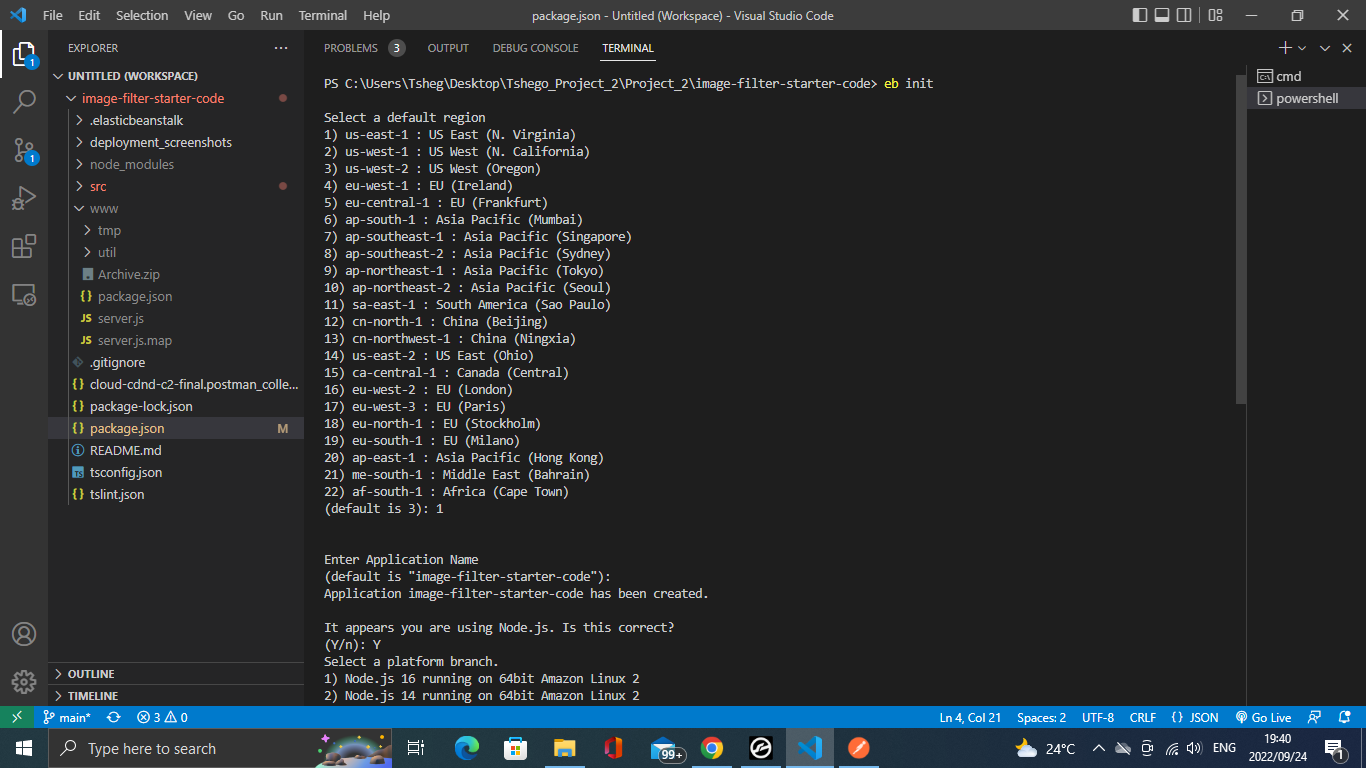 File Edit Selection View Go Run Terminal Help
package.json - Untitled (Workspace) - Visual Studio Code
EXPLORER
PROBLEMS 3 OUTPUT DEBUG CONSOLE TERMINAL
UNTITLED (WORKSPACE)
image-filter-starter-code
.elasticbeanstalk
deployment_screenshots
node_modules
src
www
tmp
util
Archive.zip
{} package.json
JS server.js
JS server.js.map
.gitignore
{} cloud-cdnd-c2-final.postman_colle...
{} package-lock.json
{} package.json M
README.md
TS tsconfig.json
{} tslint.json
OUTLINE
TIMELINE
1
1
PS C:\Users\Tsheg\Desktop\Tshego_Project_2\Project_2\image-filter-starter-code> eb init
Select a default region
1) us-east-1 : US East (N. Virginia)
2) us-west-1 : US West (N. California)
3) us-west-2 : US West (Oregon)
4) eu-west-1 : EU (Ireland)
5) eu-central-1 : EU (Frankfurt)
6) ap-south-1 : Asia Pacific (Mumbai)
7) ap-southeast-1 : Asia Pacific (Singapore)
8) ap-southeast-2 : Asia Pacific (Sydney)
9) ap-northeast-1 : Asia Pacific (Tokyo)
10) ap-northeast-2 : Asia Pacific (Seoul)
11) sa-east-1 : South America (Sao Paulo)
12) cn-north-1 : China (Beijing)
13) cn-northwest-1 : China (Ningxia)
14) us-east-2 : US East (Ohio)
15) ca-central-1 : Canada (Central)
16) eu-west-2 : EU (London)
17) eu-west-3 : EU (Paris)
18) eu-north-1 : EU (Stockholm)
19) eu-south-1 : EU (Milano)
20) ap-east-1 : Asia Pacific (Hong Kong)
21) me-south-1 : Middle East (Bahrain)
22) af-south-1 : Africa (Cape Town)
(default is 3): 1
Enter Application Name
(default is "image-filter-starter-code"):
Application image-filter-starter-code has been created.
It appears you are using Node.js. Is this correct?
(Y/n): Y
Select a platform branch.
1) Node.js 16 running on 64bit Amazon Linux 2
2) Node.js 14 running on 64bit Amazon Linux 2
cmd
powershell
main* 3 0
Ln 4, Col 21 Spaces: 2 UTF-8 CRLF {} JSON Go Live
Type here to search
99+
24°C
ENG
19:40
2022/09/24
1